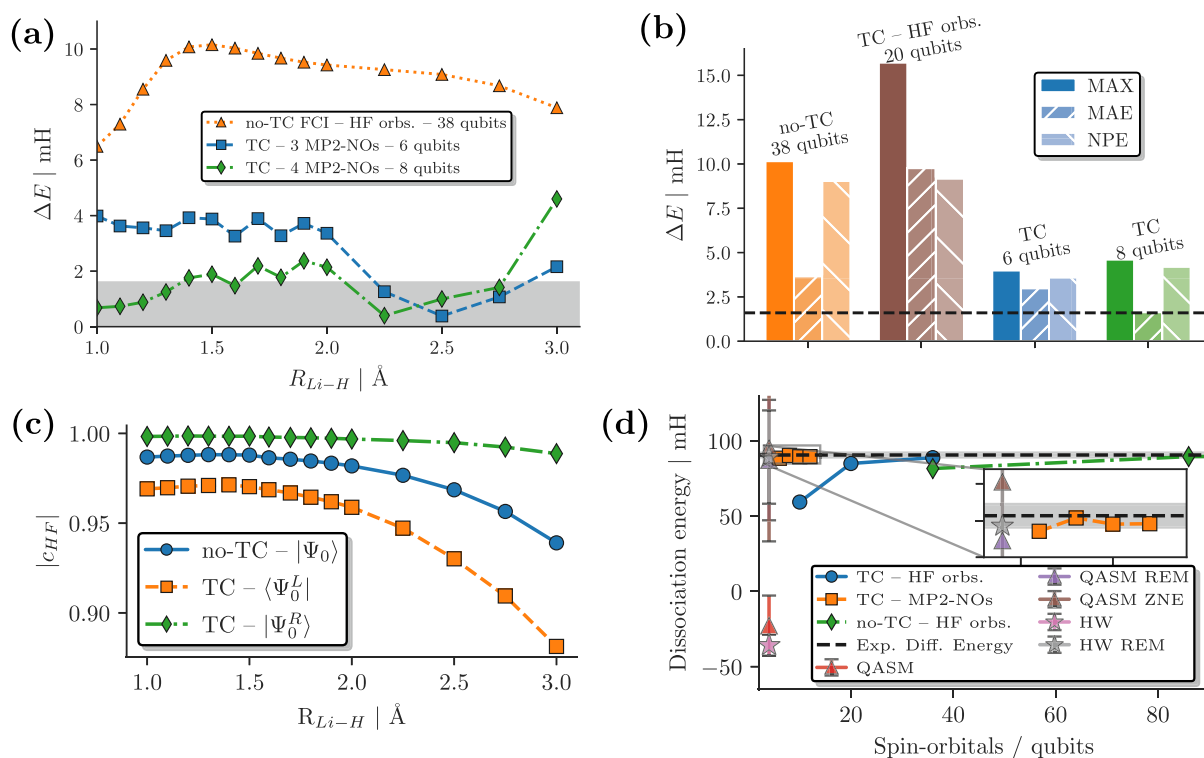 (a)
10
8
6
4
2
0
ΔE | mH
no-TC FCI – HF orbs. – 38 qubits
TC – 3 MP2-NOs – 6 qubits
TC – 4 MP2-NOs – 8 qubits
1.0 1.5 2.0 2.5 3.0
R_{Li−H} | Å
(b)
15.0
12.5
10.0
7.5
5.0
2.5
0.0
ΔE | mH
no-TC
38 qubits
TC – HF orbs.
20 qubits
TC
6 qubits
TC
8 qubits
MAX
MAE
NPE
(c)
1.00
0.95
0.90
|c_{HF}|
no-TC – |Ψ₀⟩
TC – ⟨Ψ₀^L|
TC – |Ψ₀^R⟩
1.0 1.5 2.0 2.5 3.0
R_{Li−H} | Å
(d)
100
50
0
−50
Dissociation energy | mH
TC – HF orbs.
TC – MP2-NOs
no-TC – HF orbs.
Exp. Diff. Energy
QASM
QASM REM
QASM ZNE
HW
HW REM
20 40 60 80
Spin-orbitals / qubits